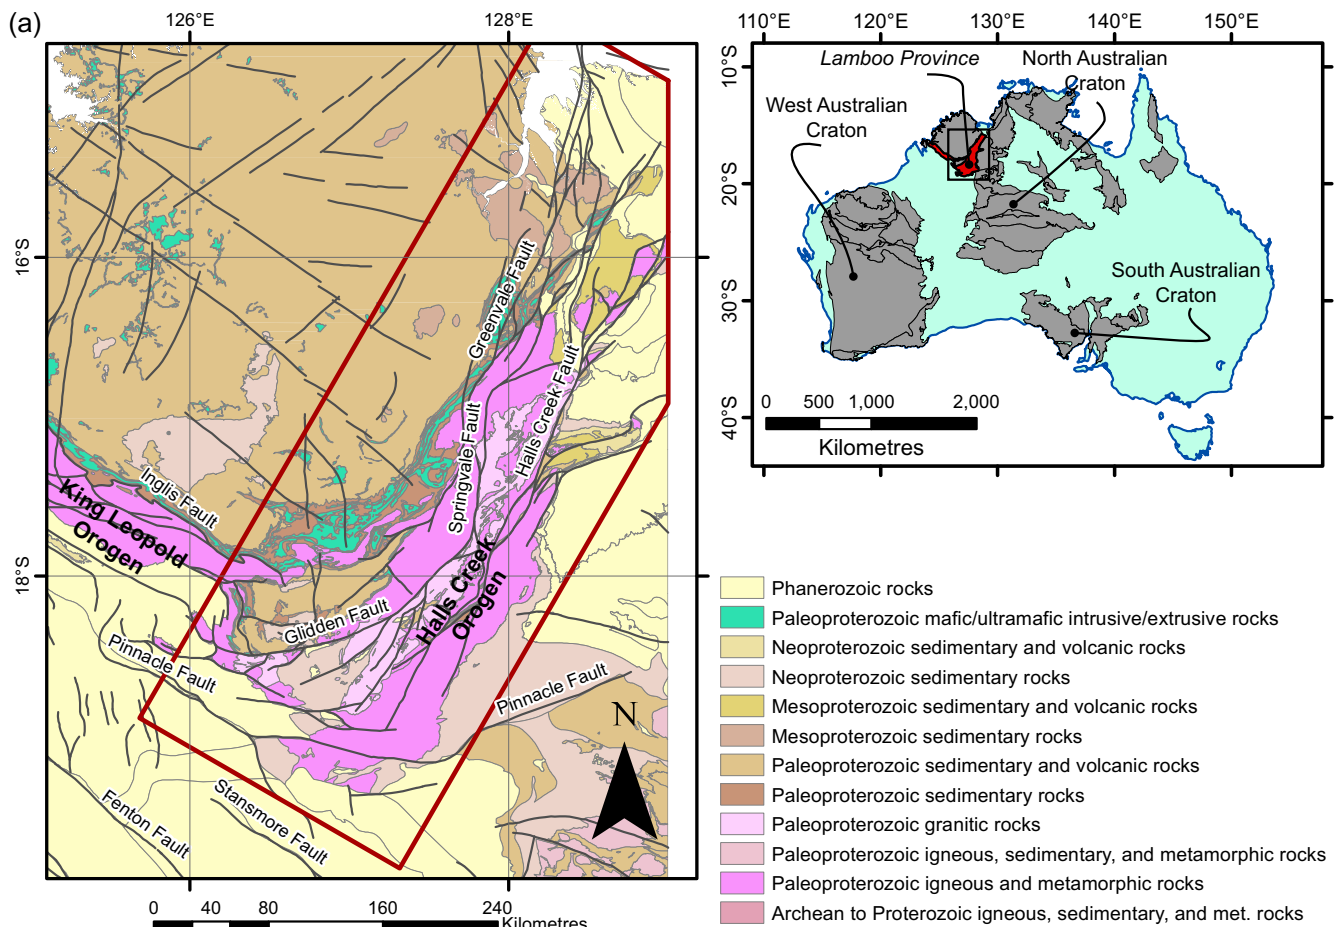 (a)
126°E
128°E
16°S
18°S
Greenvale Fault
Halls Creek Fault
Springvale Fault
Inglis Fault
King Leopold
Orogen
Glidden Fault
Halls Creek
Orogen
Pinnacle Fault
Pinnacle Fault
Stansmore Fault
Fenton Fault
N
0
40
80
160
240
Kilometres
110°E
120°E
130°E
140°E
150°E
10°S
20°S
30°S
40°S
Lamboo Province
North Australian
Craton
West Australian
Craton
South Australian
Craton
0
500
1,000
2,000
Kilometres
Phanerozoic rocks
Paleoproterozoic mafic/ultramafic intrusive/extrusive rocks
Neoproterozoic sedimentary and volcanic rocks
Neoproterozoic sedimentary rocks
Mesoproterozoic sedimentary and volcanic rocks
Mesoproterozoic sedimentary rocks
Paleoproterozoic sedimentary and volcanic rocks
Paleoproterozoic sedimentary rocks
Paleoproterozoic granitic rocks
Paleoproterozoic igneous, sedimentary, and metamorphic rocks
Paleoproterozoic igneous and metamorphic rocks
Archean to Proterozoic igneous, sedimentary, and met. rocks